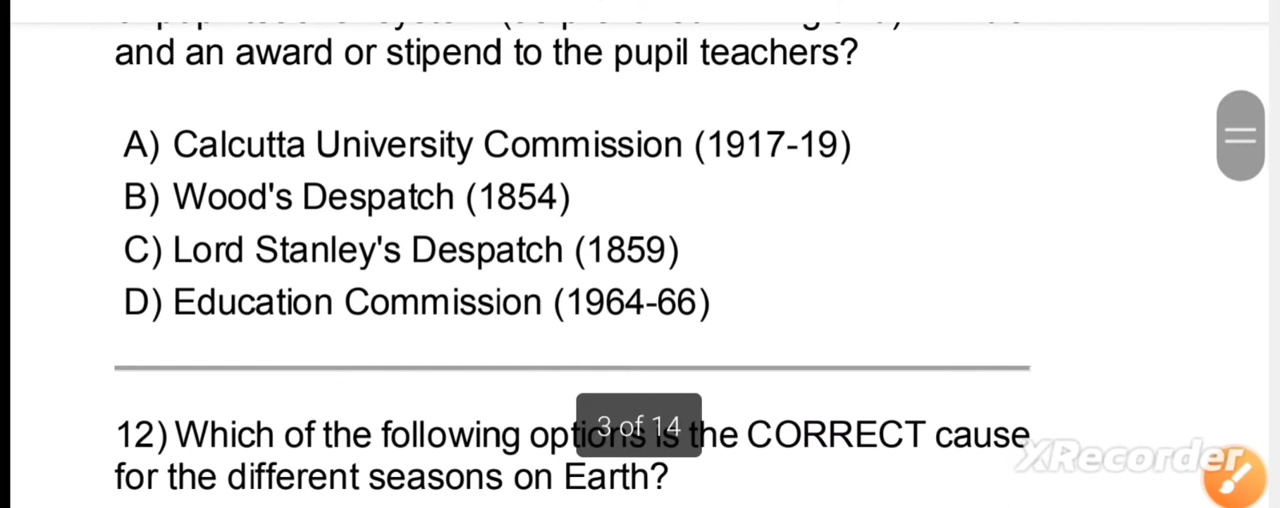 and an award or stipend to the pupil teachers?
A) Calcutta University Commission (1917-19)
B) Wood's Despatch (1854)
C) Lord Stanley's Despatch (1859)
D) Education Commission (1964-66)
12) Which of the following options is the CORRECT cause
3 of 14
for the different seasons on Earth?
XRecorder